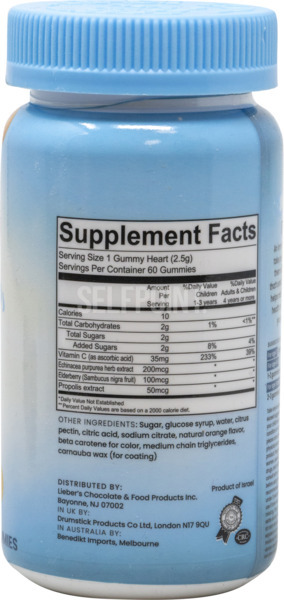 Supplement Facts
Serving Size 1 Gummy Heart (2.5g)
Servings Per Container 60 Gummies
Amount Per Serving %Daily Value Children 1-3 years %Daily Value Adults & Children 4 years or more
Calories 10
Total Carbohydrates 2g 1% <1%**
Total Sugars 2g
Added Sugars 2g 8% 4%
Vitamin C (as ascorbic acid) 35mg 233% 39%
Echinacea purpurea herb extract 200mcg * *
Elderberry (Sambucus nigra fruit) 100mcg * *
Propolis extract 50mcg * *
*Daily Value Not Established
**Percent Daily Values are based on a 2000 calorie diet.
OTHER INGREDIENTS: Sugar, glucose syrup, water, citrus
pectin, citric acid, sodium citrate, natural orange flavor,
beta carotene for color, medium chain triglycerides,
carnauba wax (for coating)
DISTRIBUTED BY:
Lieber's Chocolate & Food Products Inc.
Bayonne, NJ 07002
IN UK BY:
Drumstick Products Co Ltd, London N17 9QU
IN AUSTRALIA BY:
Benedikt Imports, Melbourne
Product of Israel
CRC
SELFPOINT
MIES